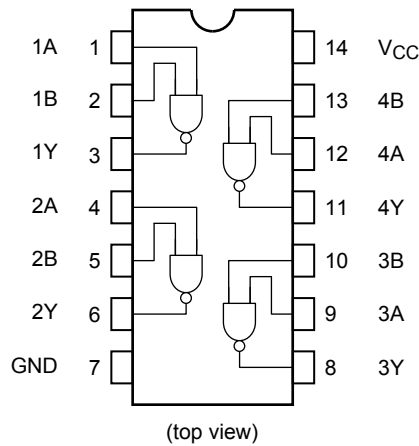 1A 1 14 VCC
1B 2 13 4B
1Y 3 12 4A
2A 4 11 4Y
2B 5 10 3B
2Y 6 9 3A
GND 7 8 3Y
(top view)